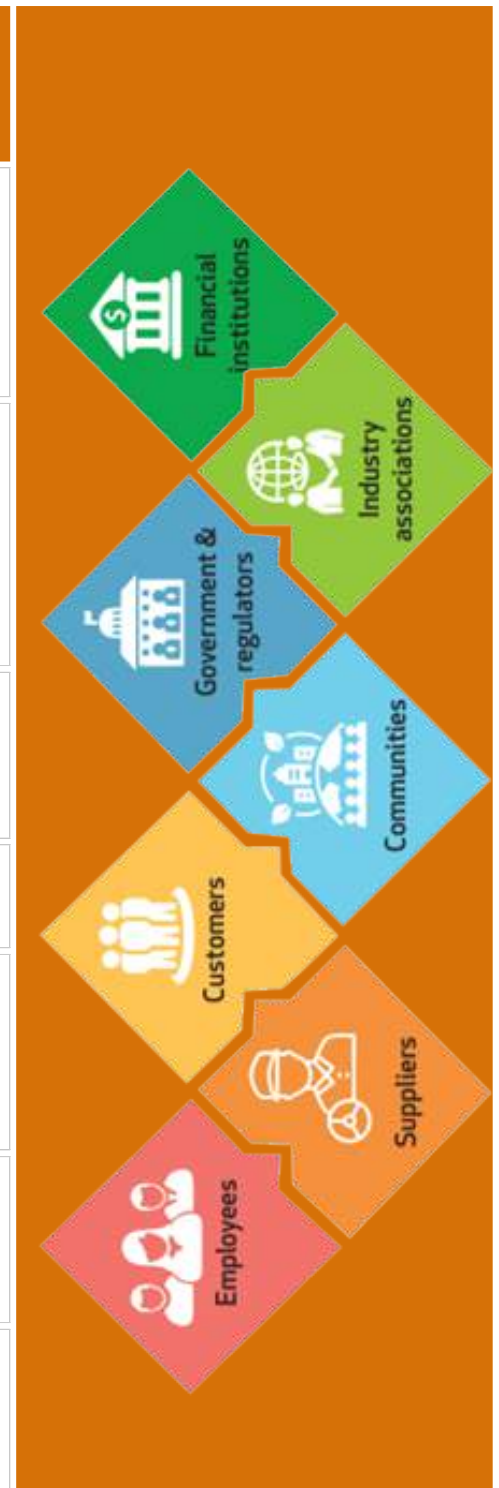 Employees
Suppliers
Customers
Communities
Government &
regulators
Industry
associations
Financial
institutions